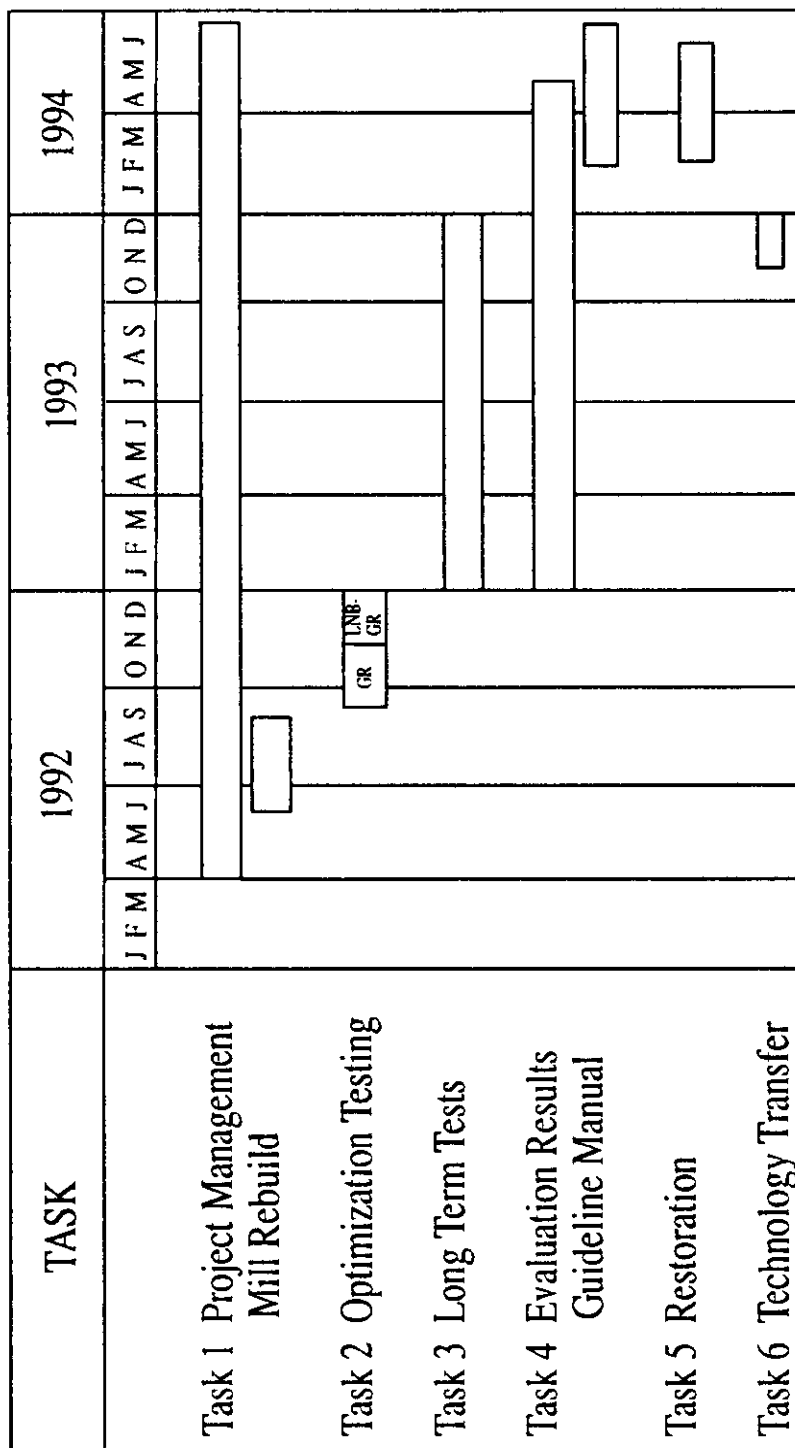 TASK
1992
1993
1994
J F M
A M J
J A S
O N D
J F M
A M J
J A S
O N D
J F M
A M J
Task 1 Project Management
Mill Rebuild
Task 2 Optimization Testing
GR
LNB-
GR
Task 3 Long Term Tests
Task 4 Evaluation Results
Guideline Manual
Task 5 Restoration
Task 6 Technology Transfer